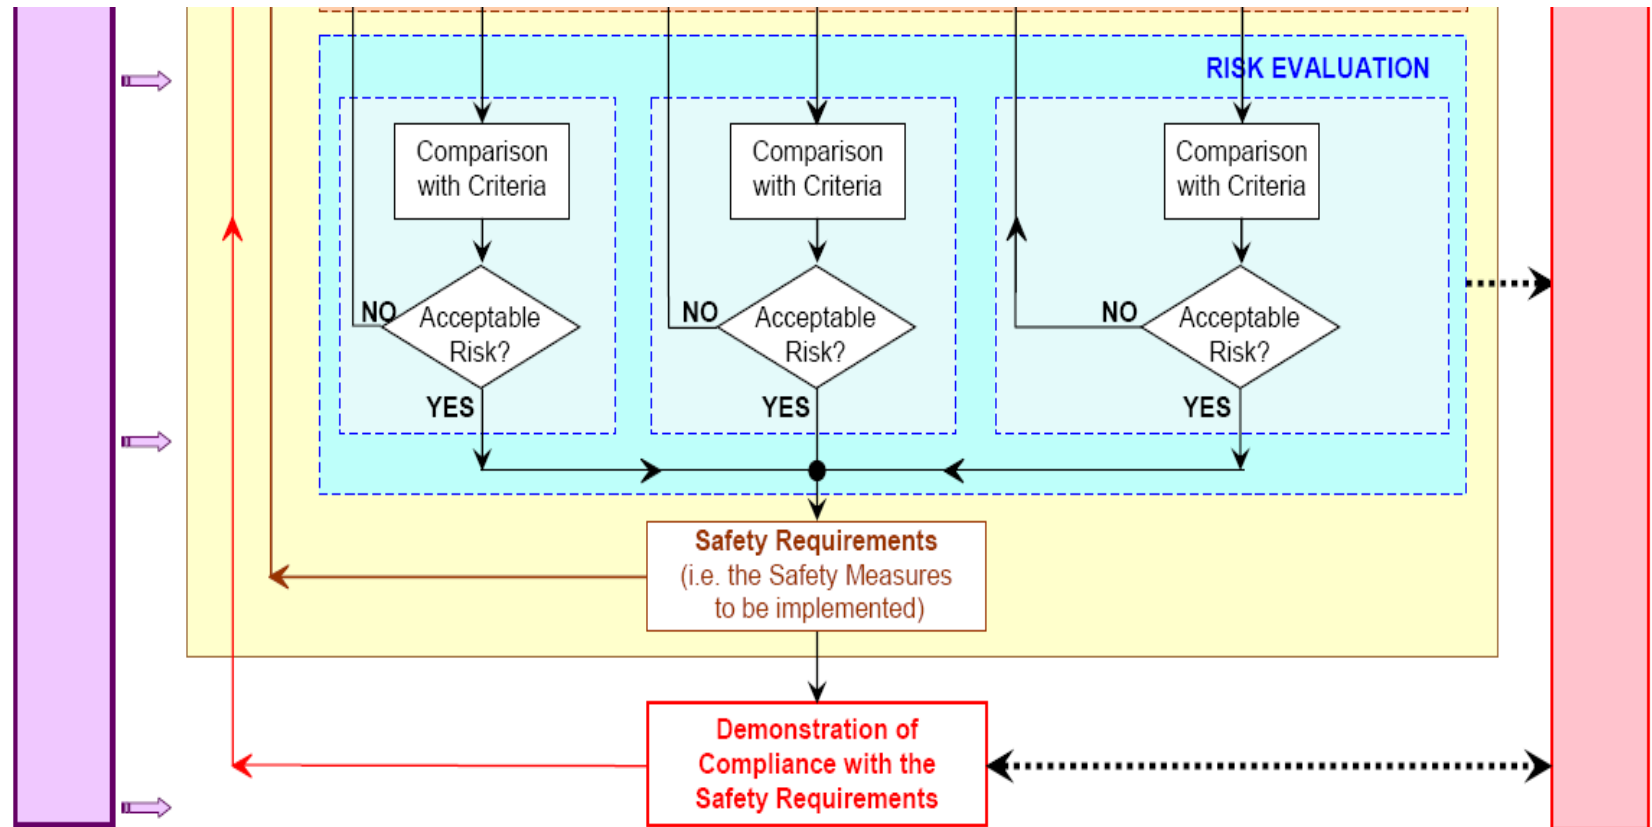 RISK EVALUATION
Comparison
with Criteria
Comparison
with Criteria
Comparison
with Criteria
NO
Acceptable
Risk?
NO
Acceptable
Risk?
NO
Acceptable
Risk?
YES
YES
YES
Safety Requirements
(i.e. the Safety Measures
to be implemented)
Demonstration of
Compliance with the
Safety Requirements